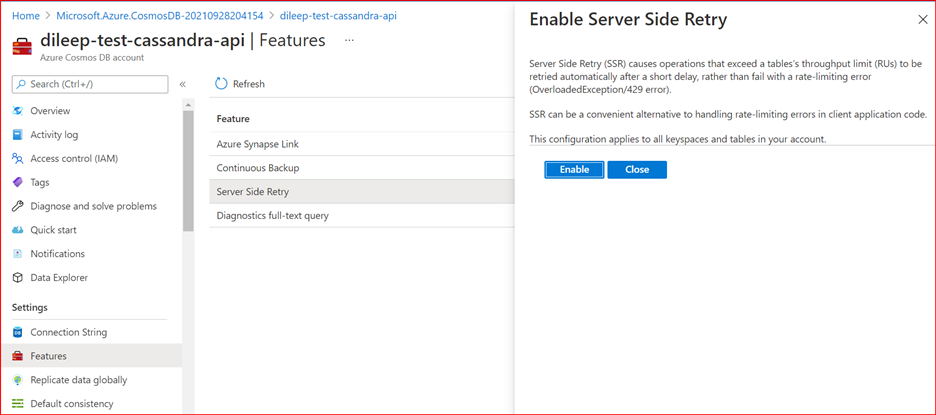 Home > Microsoft.Azure.CosmosDB-20210928204154 > dileep-test-cassandra-api
dileep-test-cassandra-api | Features ...
Azure Cosmos DB account
Search (Ctrl+/)
«
Overview
Activity log
Access control (IAM)
Tags
Diagnose and solve problems
Quick start
Notifications
Data Explorer
Settings
Connection String
Features
Replicate data globally
Default consistency
Refresh
Feature
Azure Synapse Link
Continuous Backup
Server Side Retry
Diagnostics full-text query
Enable Server Side Retry
Server Side Retry (SSR) causes operations that exceed a tables's throughput limit (RUs) to be
retried automatically after a short delay, rather than fail with a rate-limiting error
(OverloadedException/429 error).
SSR can be a convenient alternative to handling rate-limiting errors in client application code.
This configuration applies to all keyspaces and tables in your account.
Enable
Close